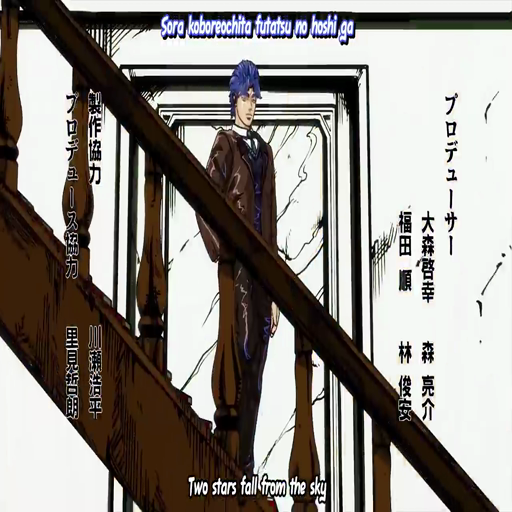 Sora koboreochita futatsu no hoshi ga
プロデューサー
大森啓幸 森 亮介
福田 順 林 俊安
製作協力 川瀬浩平
プロデュース協力 里見哲朗
Two stars fall from the sky